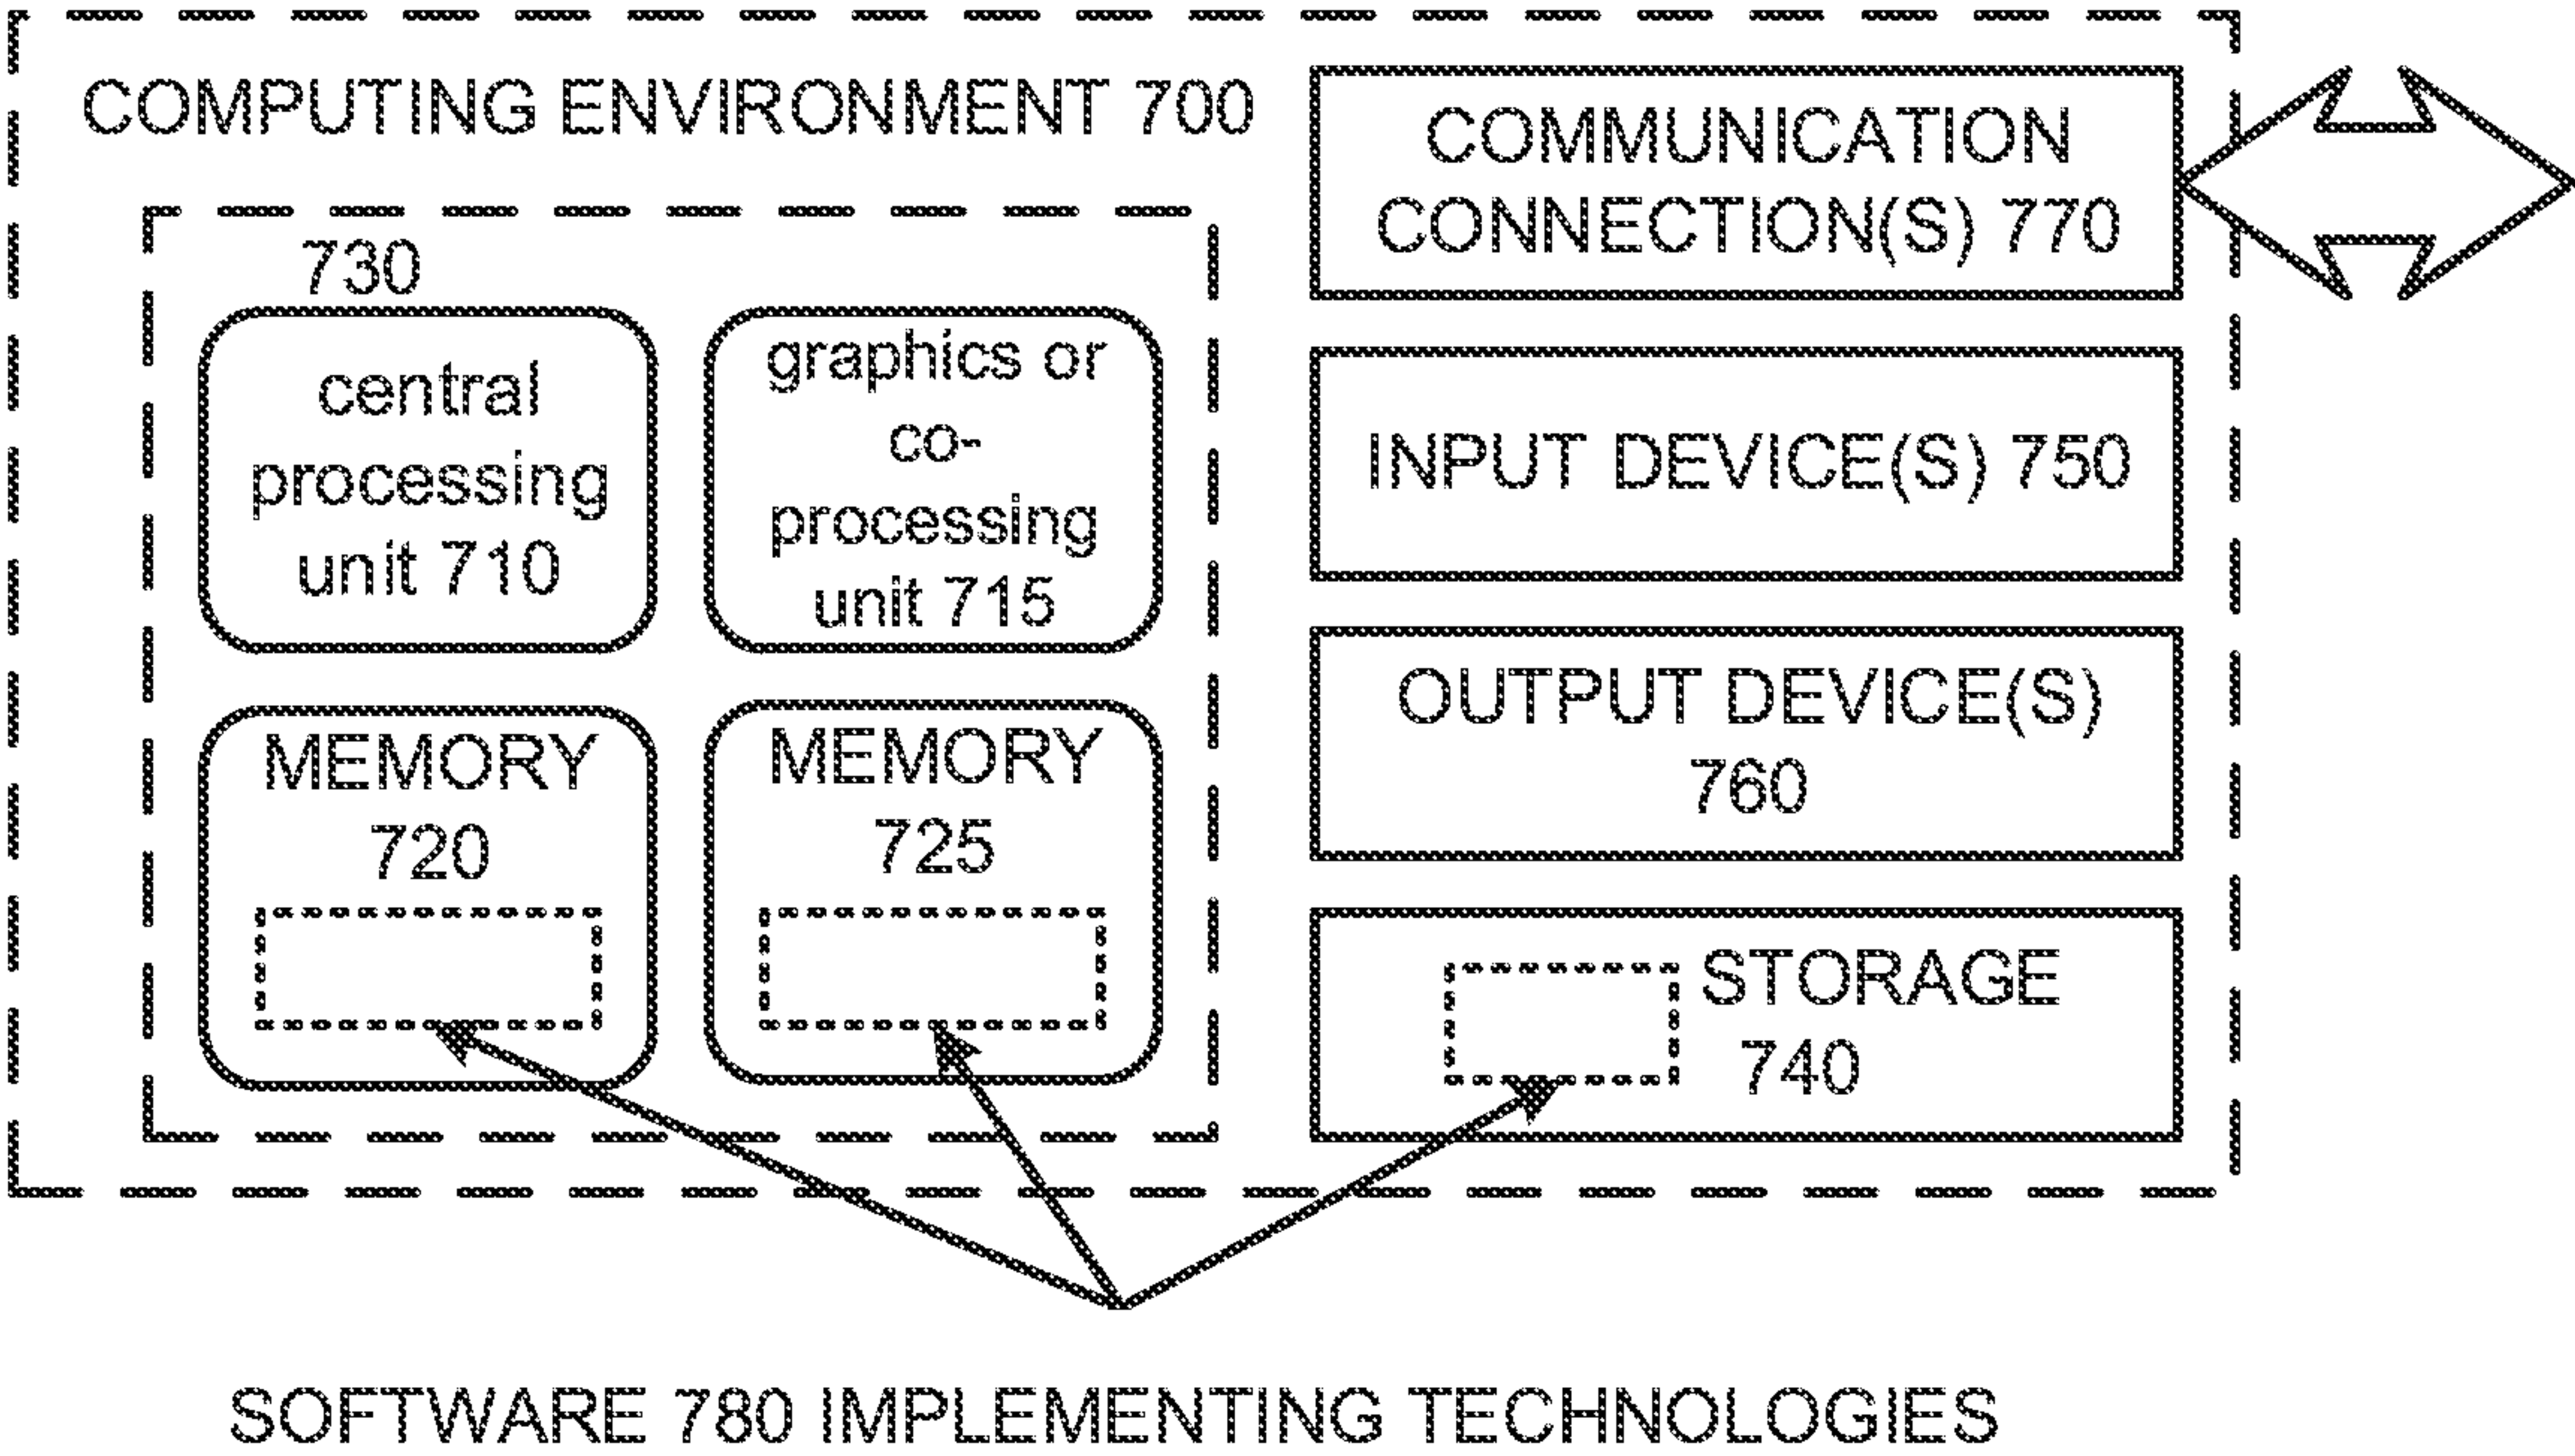 COMPUTING ENVIRONMENT 700
COMMUNICATION
CONNECTION(S) 770
730
central
processing
unit 710
graphics or
co-
processing
unit 715
INPUT DEVICE(S) 750
OUTPUT DEVICE(S)
760
MEMORY
720
MEMORY
725
STORAGE
740
SOFTWARE 780 IMPLEMENTING TECHNOLOGIES